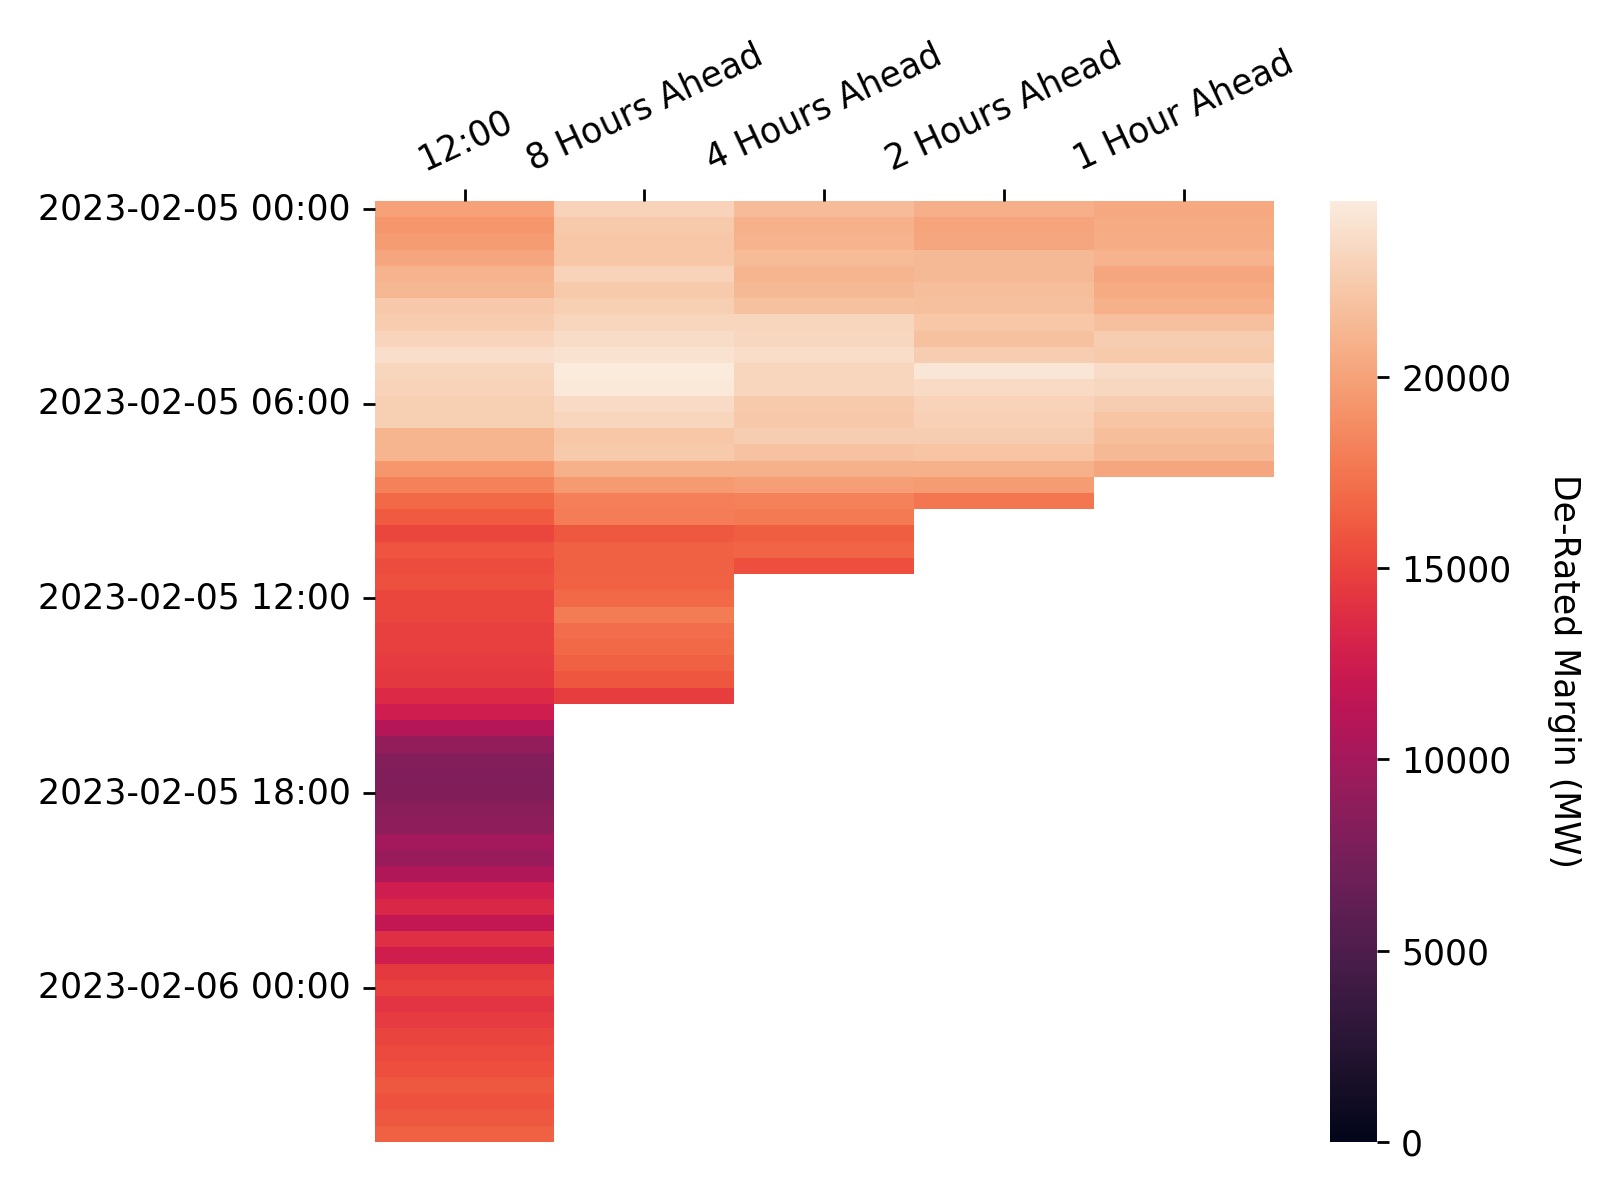 12:00
8 Hours Ahead
4 Hours Ahead
2 Hours Ahead
1 Hour Ahead
2023-02-05 00:00
2023-02-05 06:00
2023-02-05 12:00
2023-02-05 18:00
2023-02-06 00:00
20000
15000
10000
5000
0
De-Rated Margin (MW)